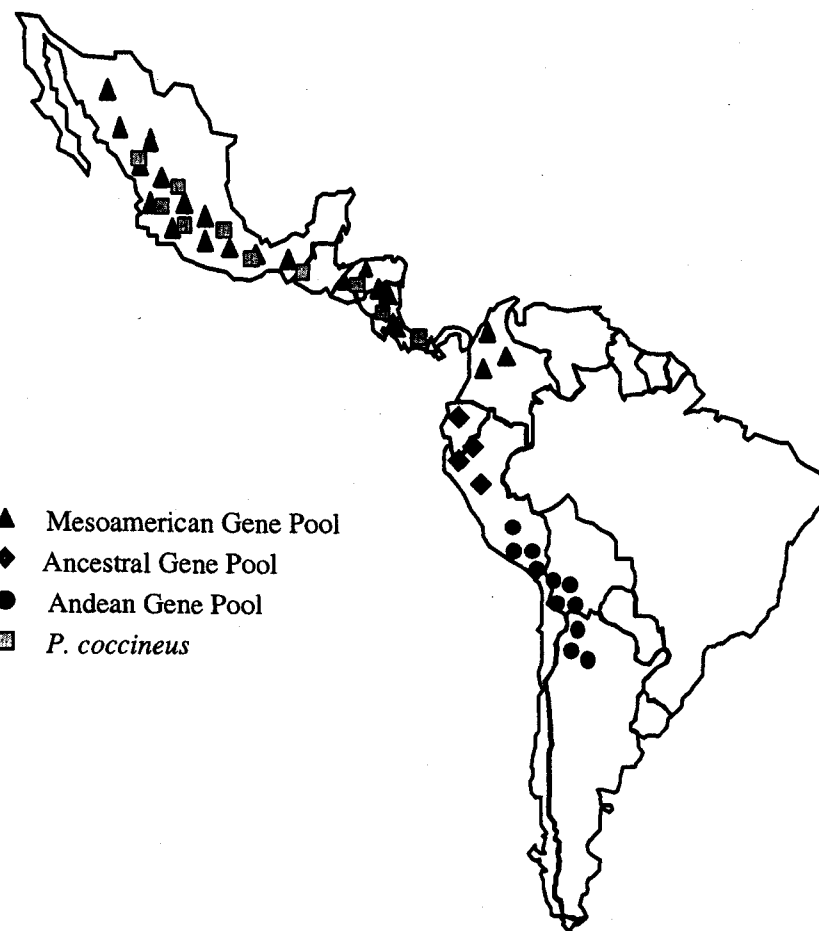 Mesoamerican Gene Pool
Ancestral Gene Pool
Andean Gene Pool
P. coccineus